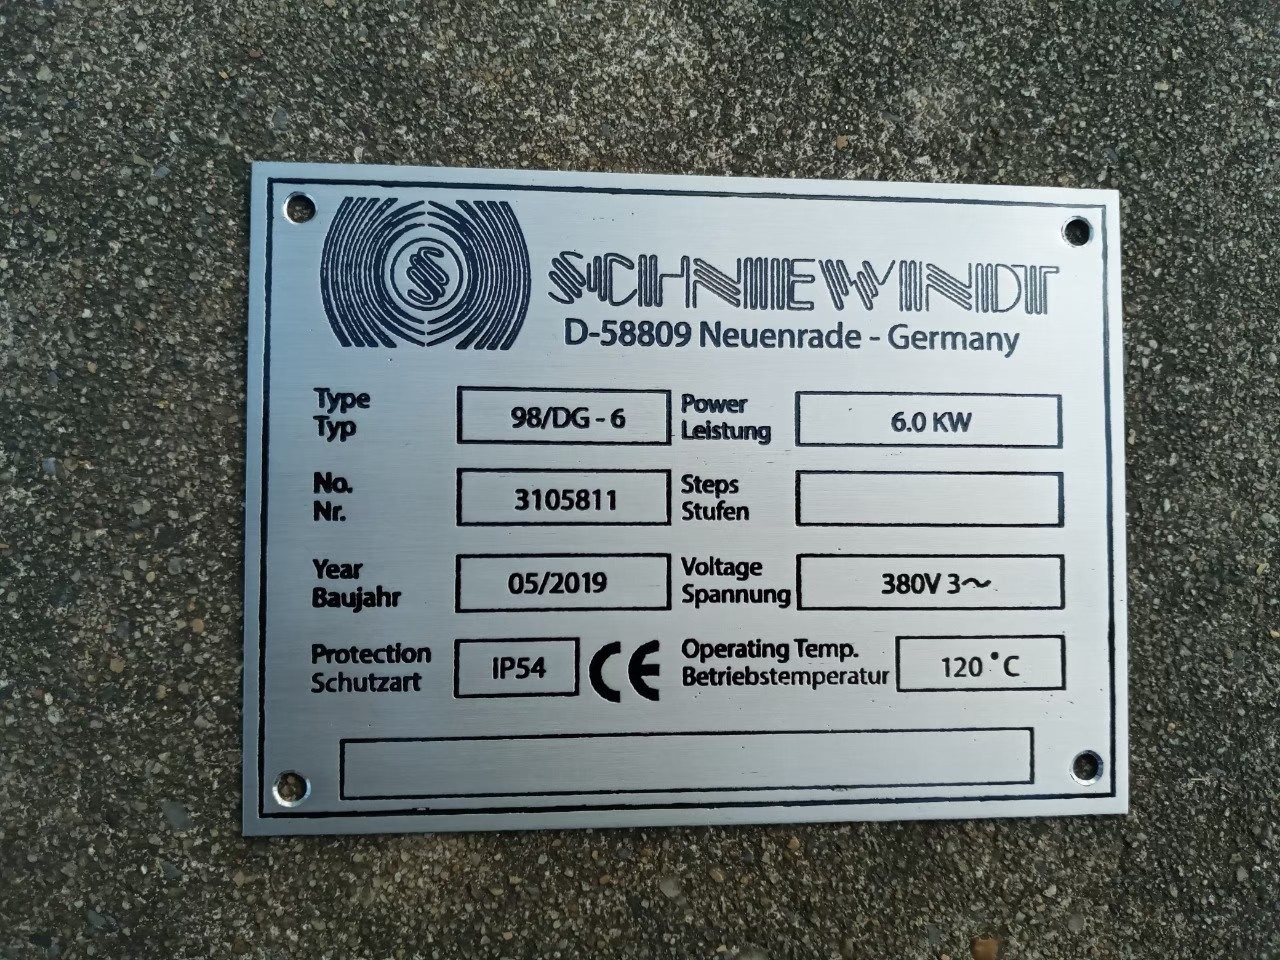 SCHNIEWINDT
D-58809 Neuenrade - Germany
Type
Typ
98/DG - 6
Power
Leistung
6.0 KW
No.
Nr.
3105811
Steps
Stufen
Year
Baujahr
05/2019
Voltage
Spannung
380V 3~
Protection
Schutzart
IP54
CE
Operating Temp.
Betriebstemperatur
120 °C